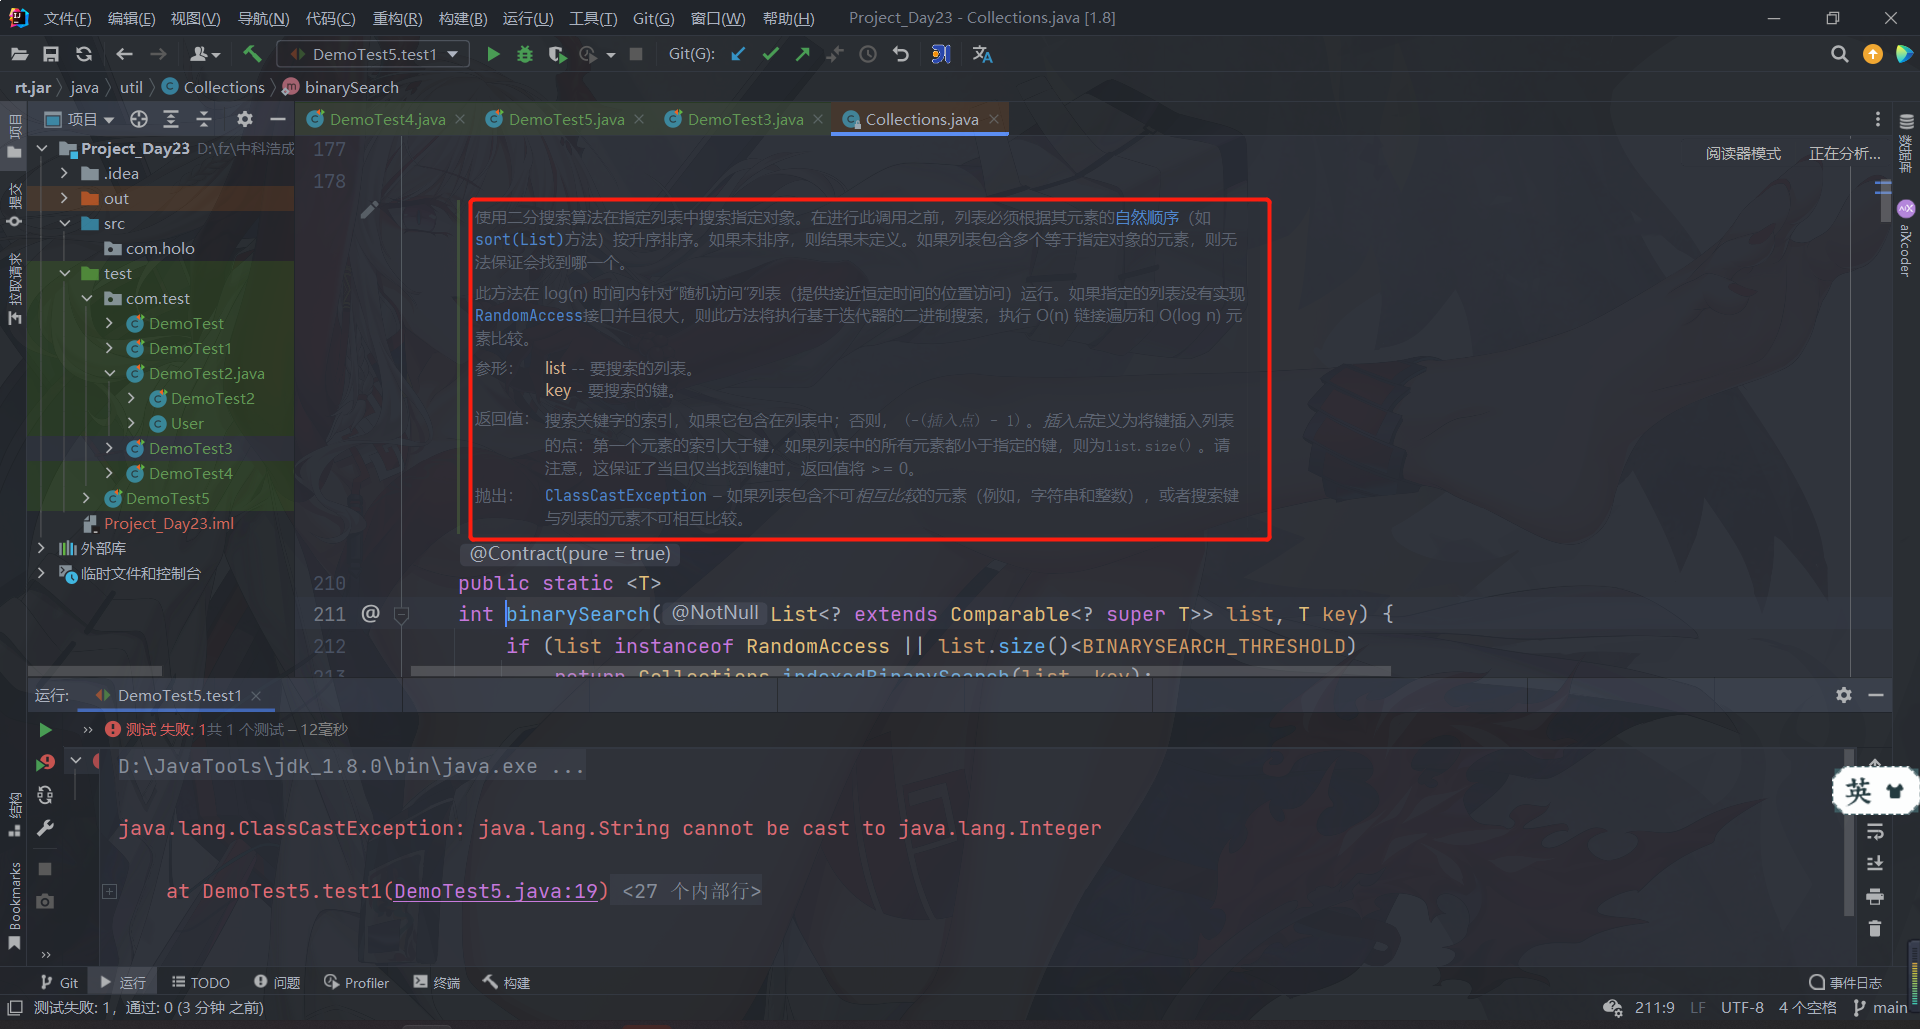 文件(F) 编辑(E) 视图(V) 导航(N) 代码(C) 重构(R) 构建(B) 运行(U) 工具(T) Git(G) 窗口(W) 帮助(H) Project_Day23 - Collections.java [1.8]
DemoTest5.test1 Git(G):
rt.jar java util Collections binarySearch
项目 DemoTest4.java DemoTest5.java DemoTest3.java Collections.java
Project_Day23 D:\fz\中科浩成
.idea
out
src
com.holo
test
com.test
DemoTest
DemoTest1
DemoTest2.java
DemoTest2
User
DemoTest3
DemoTest4
DemoTest5
Project_Day23.iml
外部库
临时文件和控制台
项目
提交
拉取请求
结构
Bookmarks
数据库
aiXcoder
阅读器模式 正在分析...
177
178
使用二分搜索算法在指定列表中搜索指定对象。在进行此调用之前，列表必须根据其元素的自然顺序（如
sort(List)方法）按升序排序。如果未排序，则结果未定义。如果列表包含多个等于指定对象的元素，则无
法保证会找到哪一个。
此方法在 log(n) 时间内针对“随机访问”列表（提供接近恒定时间的位置访问）运行。如果指定的列表没有实现
RandomAccess接口并且很大，则此方法将执行基于迭代器的二进制搜索，执行 O(n) 链接遍历和 O(log n) 元
素比较。
参形： list -- 要搜索的列表。
key - 要搜索的键。
返回值： 搜索关键字的索引，如果它包含在列表中；否则，（-(插入点) - 1）。插入点定义为将键插入列表
的点：第一个元素的索引大于键，如果列表中的所有元素都小于指定的键，则为list.size()。请
注意，这保证了当且仅当找到键时，返回值将 >= 0。
抛出： ClassCastException – 如果列表包含不可相互比较的元素（例如，字符串和整数），或者搜索键
与列表的元素不可相互比较。
@Contract(pure = true)
210 public static <T>
211 @ int binarySearch( @NotNull List<? extends Comparable<? super T>> list, T key) {
212 if (list instanceof RandomAccess || list.size()<BINARYSEARCH_THRESHOLD)
213 return Collections.indexedBinarySearch(list, key);
运行: DemoTest5.test1
» 测试 失败: 1共 1 个测试 – 12毫秒
D:\JavaTools\jdk_1.8.0\bin\java.exe ...
java.lang.ClassCastException: java.lang.String cannot be cast to java.lang.Integer
at DemoTest5.test1(DemoTest5.java:19) <27 个内部行>
英
Git 运行 TODO 问题 Profiler 终端 构建 事件日志
测试失败: 1，通过: 0 (3 分钟 之前) 211:9 LF UTF-8 4 个空格 main